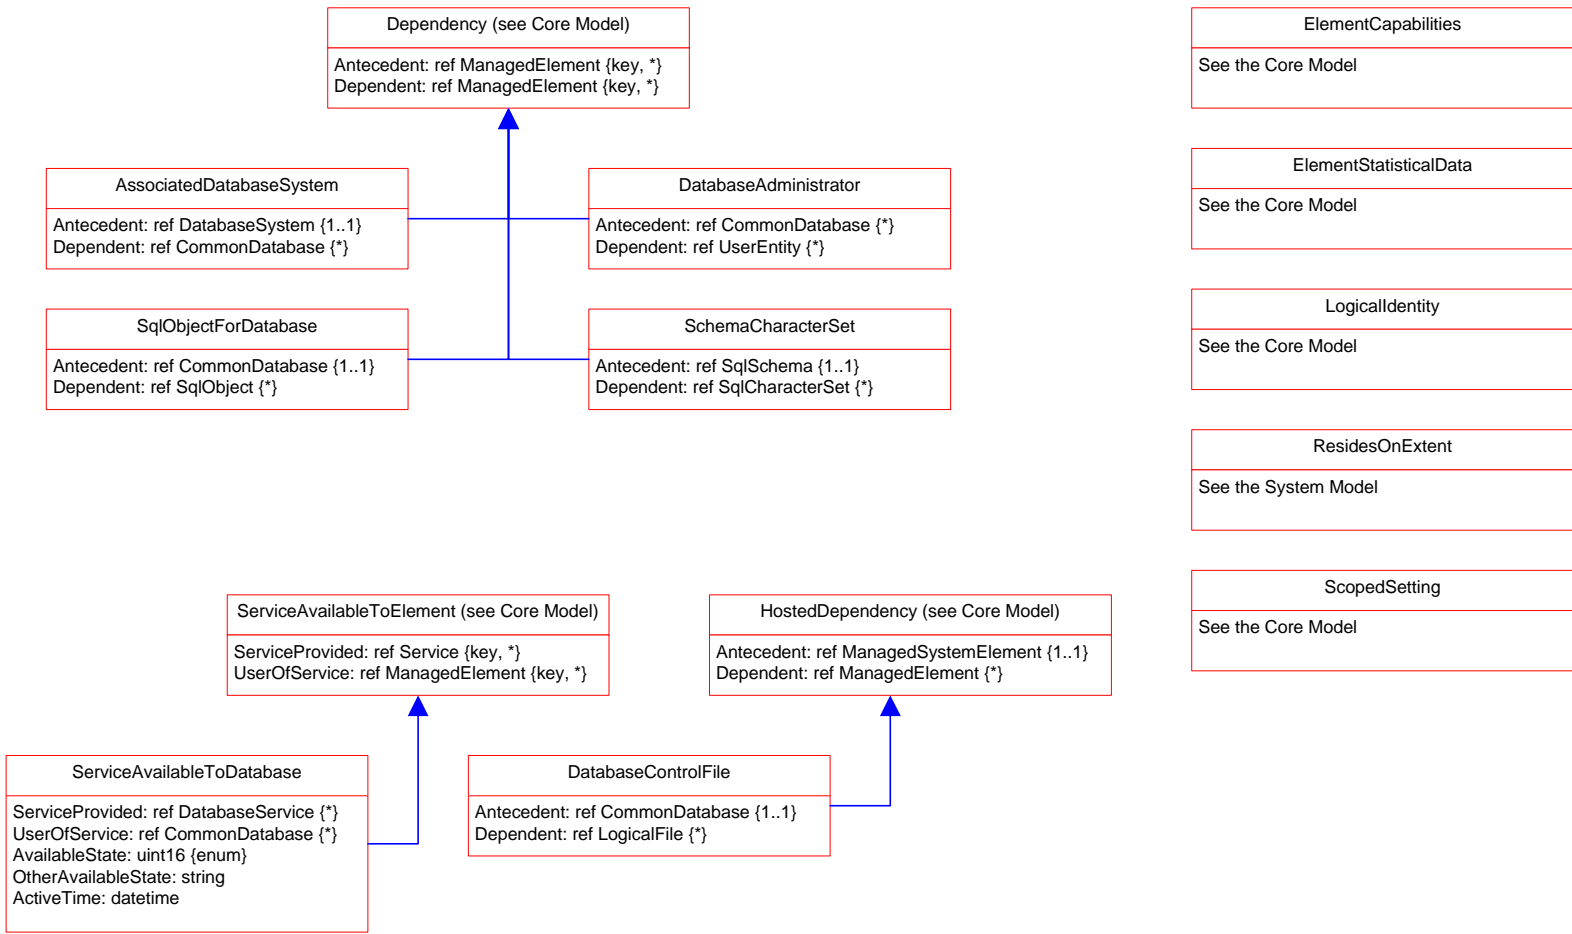 Dependency (see Core Model)
Antecedent: ref ManagedElement {key, *}
Dependent: ref ManagedElement {key, *}
ElementCapabilities
See the Core Model
AssociatedDatabaseSystem
Antecedent: ref DatabaseSystem {1..1}
Dependent: ref CommonDatabase {*}
DatabaseAdministrator
Antecedent: ref CommonDatabase {*}
Dependent: ref UserEntity {*}
ElementStatisticalData
See the Core Model
SqlObjectForDatabase
Antecedent: ref CommonDatabase {1..1}
Dependent: ref SqlObject {*}
SchemaCharacterSet
Antecedent: ref SqlSchema {1..1}
Dependent: ref SqlCharacterSet {*}
LogicalIdentity
See the Core Model
ResidesOnExtent
See the System Model
ServiceAvailableToElement (see Core Model)
ServiceProvided: ref Service {key, *}
UserOfService: ref ManagedElement {key, *}
HostedDependency (see Core Model)
Antecedent: ref ManagedSystemElement {1..1}
Dependent: ref ManagedElement {*}
ScopedSetting
See the Core Model
ServiceAvailableToDatabase
ServiceProvided: ref DatabaseService {*}
UserOfService: ref CommonDatabase {*}
AvailableState: uint16 {enum}
OtherAvailableState: string
ActiveTime: datetime
DatabaseControlFile
Antecedent: ref CommonDatabase {1..1}
Dependent: ref LogicalFile {*}